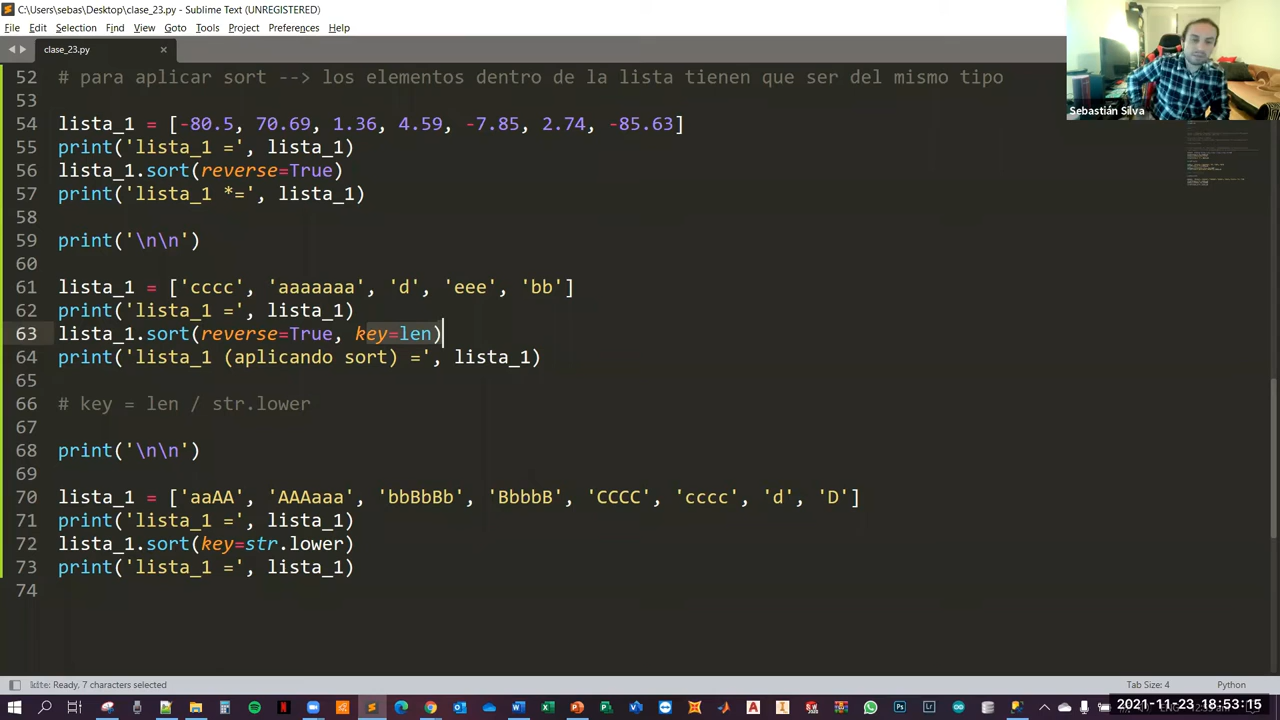 C:\Users\sebas\Desktop\clase_23.py - Sublime Text (UNREGISTERED)
File Edit Selection Find View Goto Tools Project Preferences Help
clase_23.py
Sebastián Silva
52 # para aplicar sort --> los elementos dentro de la lista tienen que ser del mismo tipo
53
54 lista_1 = [-80.5, 70.69, 1.36, 4.59, -7.85, 2.74, -85.63]
55 print('lista_1 =', lista_1)
56 lista_1.sort(reverse=True)
57 print('lista_1 *=', lista_1)
58
59 print('\n\n')
60
61 lista_1 = ['cccc', 'aaaaaaa', 'd', 'eee', 'bb']
62 print('lista_1 =', lista_1)
63 lista_1.sort(reverse=True, key=len)
64 print('lista_1 (aplicando sort) =', lista_1)
65
66 # key = len / str.lower
67
68 print('\n\n')
69
70 lista_1 = ['aaAA', 'AAAaaa', 'bbBbBb', 'BbbbB', 'CCCC', 'cccc', 'd', 'D']
71 print('lista_1 =', lista_1)
72 lista_1.sort(key=str.lower)
73 print('lista_1 =', lista_1)
74
Ready, 7 characters selected
Tab Size: 4
Python
2021-11-23 18:53:15